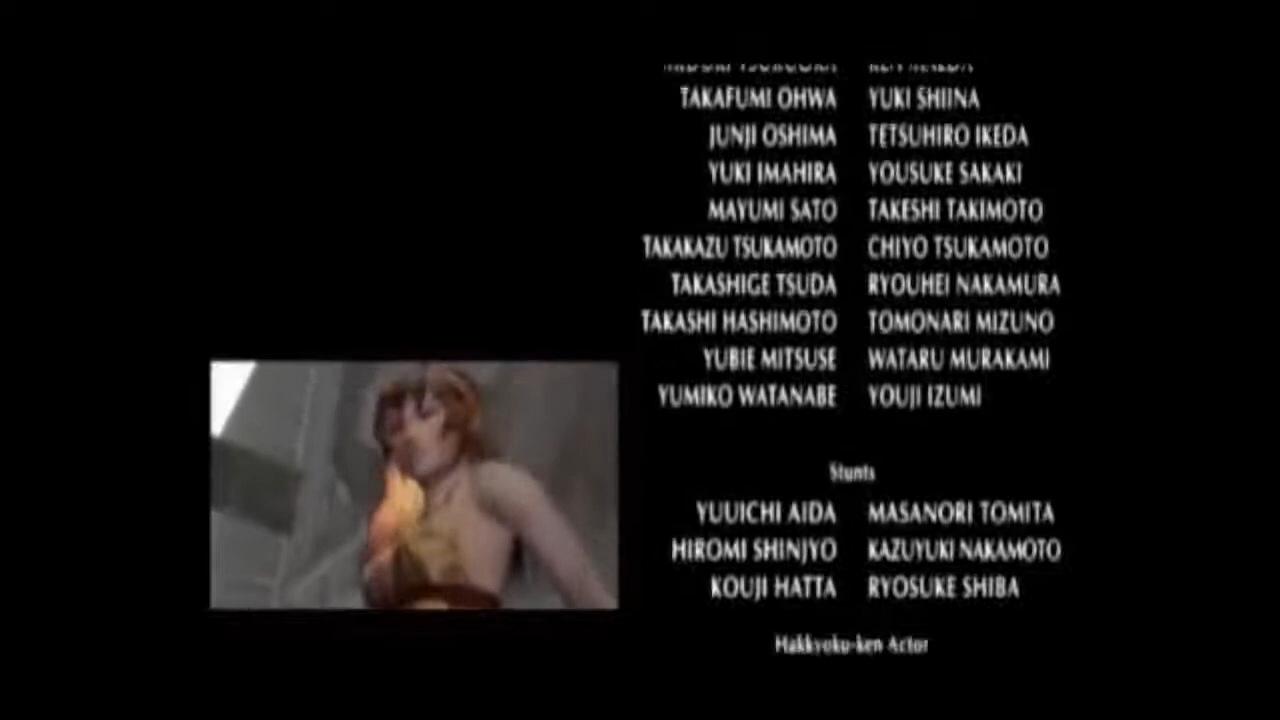 TAKAFUMI OHWA YUKI SHIINA
JUNJI OSHIMA TETSUHIRO IKEDA
YUKI IMAHIRA YOUSUKE SAKAKI
MAYUMI SATO TAKESHI TAKIMOTO
TAKAKAZU TSUKAMOTO CHIYO TSUKAMOTO
TAKASHIGE TSUDA RYOUHEI NAKAMURA
TAKASHI HASHIMOTO TOMONARI MIZUNO
YUBIE MITSUSE WATARU MURAKAMI
YUMIKO WATANABE YOUJI IZUMI
Stunts
YUUICHI AIDA MASANORI TOMITA
HIROMI SHINJYO KAZUYUKI NAKAMOTO
KOUJI HATTA RYOSUKE SHIBA
Hakkyoku-ken Actor